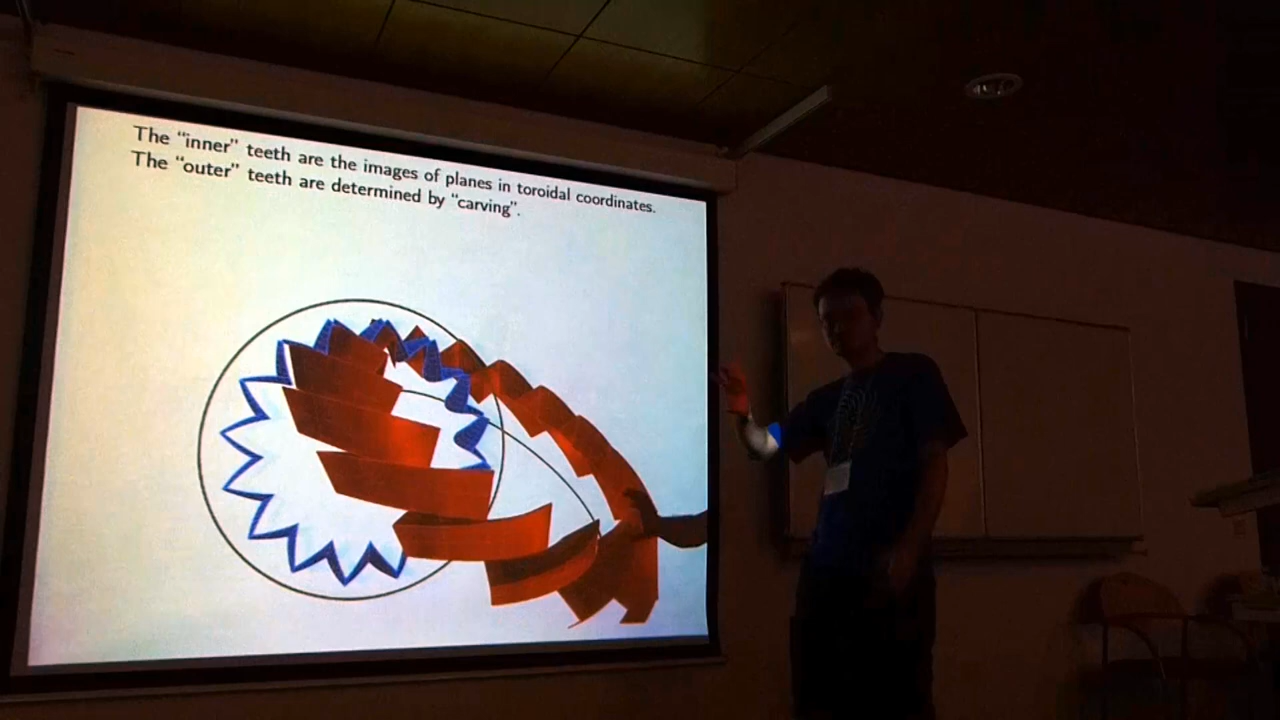 The “inner” teeth are the images of planes in toroidal coordinates.
The “outer” teeth are determined by “carving”.